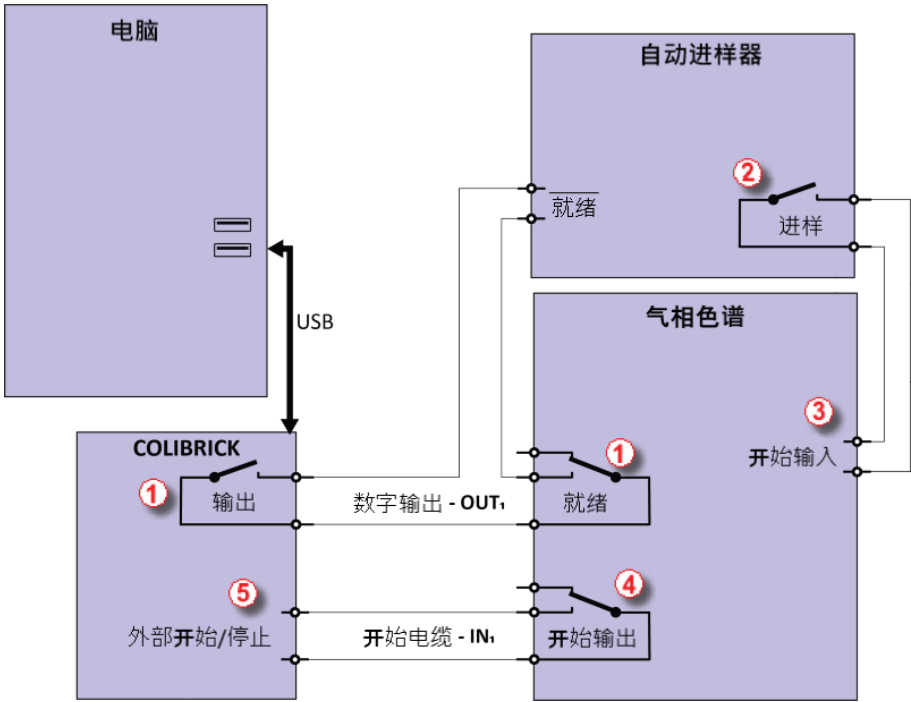 电脑
自动进样器
②
就绪
进样
USB
气相色谱
③
开始输入
COLIBRICK
①
输出
数字输出 - OUT₁
①
就绪
⑤
外部开始/停止
开始电缆 - IN₁
④
开始输出